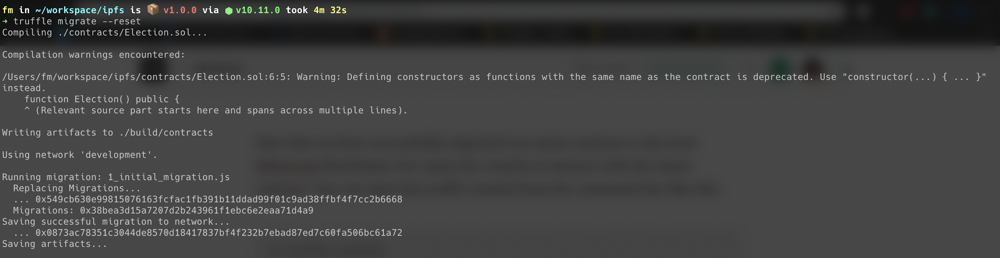 fm in ~/workspace/ipfs is 📦 v1.0.0 via ⬢ v10.11.0 took 4m 32s
➜ truffle migrate --reset
Compiling ./contracts/Election.sol...
Compilation warnings encountered:
/Users/fm/workspace/ipfs/contracts/Election.sol:6:5: Warning: Defining constructors as functions with the same name as the contract is deprecated. Use "constructor(...) { ... }"
instead.
    function Election() public {
    ^ (Relevant source part starts here and spans across multiple lines).
Writing artifacts to ./build/contracts
Using network 'development'.
Running migration: 1_initial_migration.js
  Replacing Migrations...
  ... 0x549cb630e99815076163fcfac1fb391b11ddad99f01c9ad38ffbf4f7cc2b6668
  Migrations: 0x38bea3d15a7207d2b243961f1ebc6e2eaa71d4a9
Saving successful migration to network...
  ... 0x0873ac78351c3044de8570d18417837bf4f232b7ebad87ed7c60fa506bc61a72
Saving artifacts...